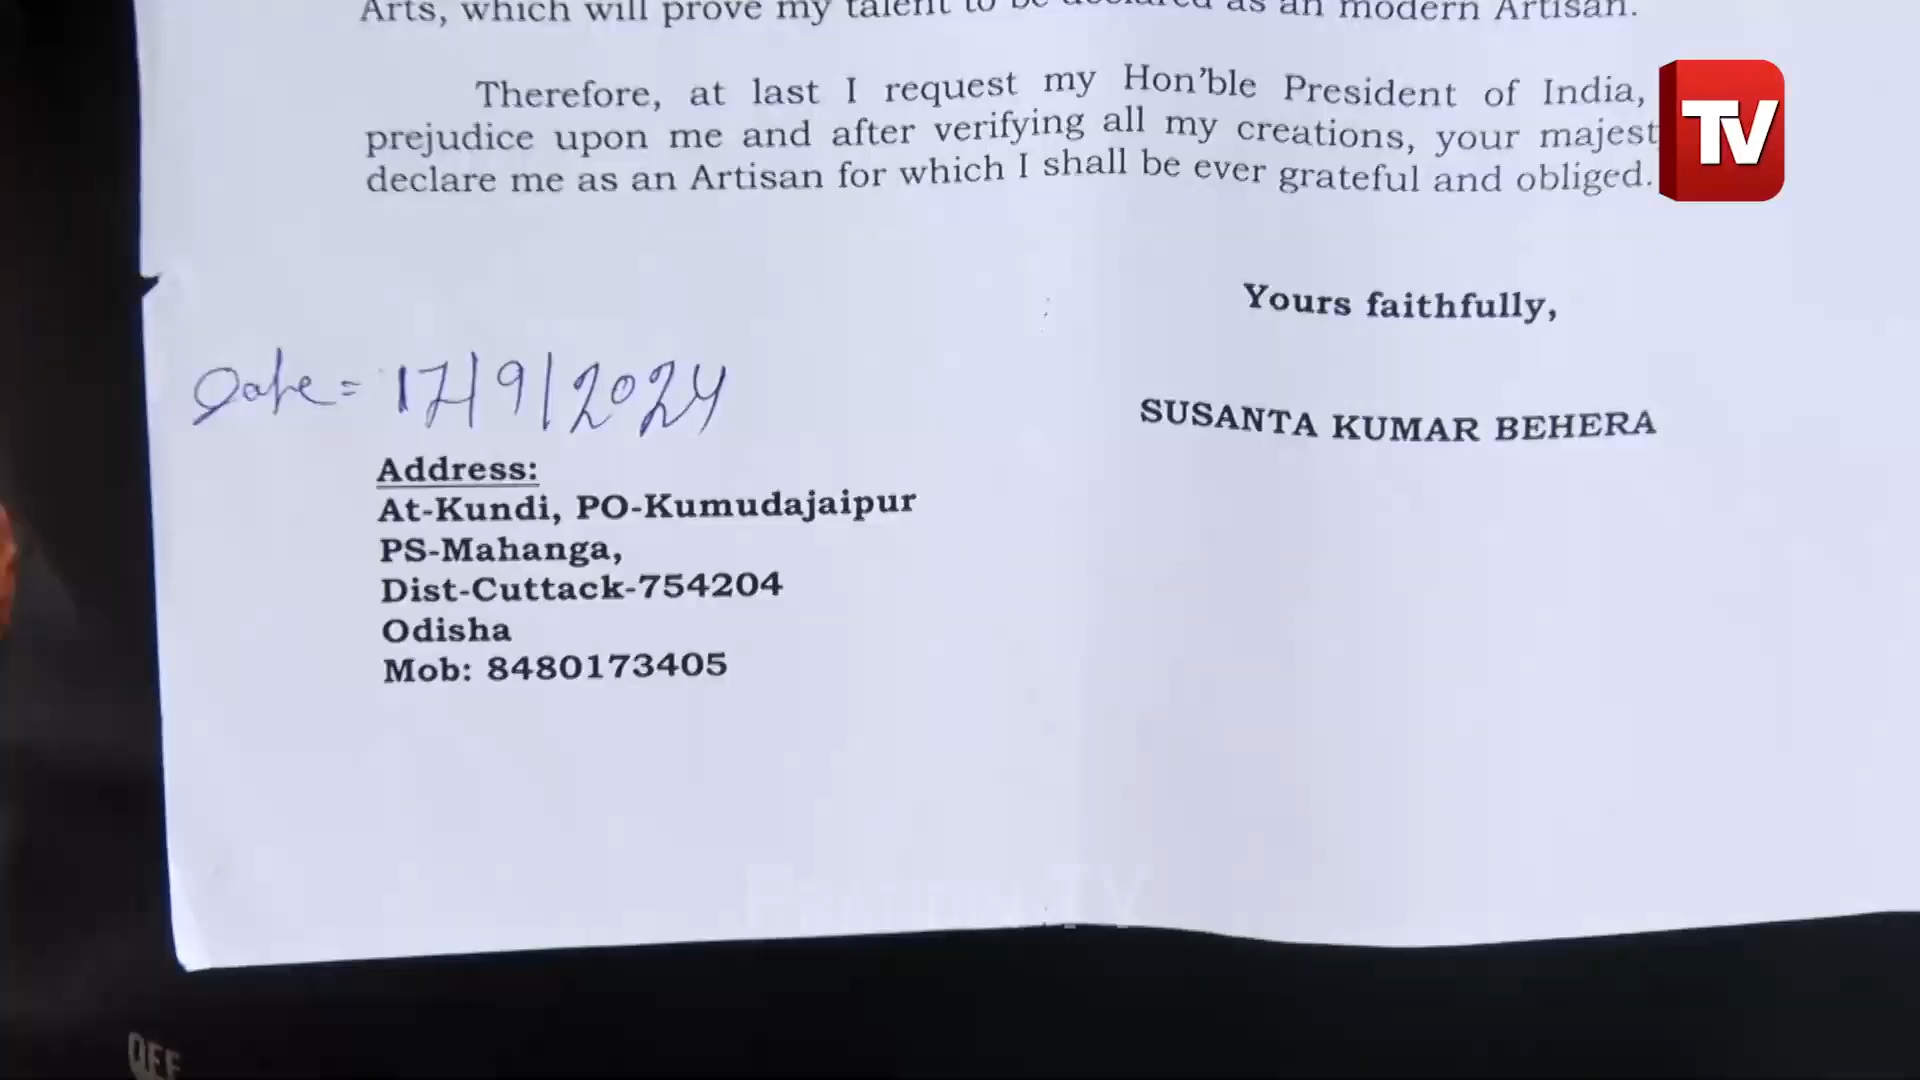 Arts, which will prove my talent to be declared as an modern Artisan.
Therefore, at last I request my Hon'ble President of India,
prejudice upon me and after verifying all my creations, your majest
declare me as an Artisan for which I shall be ever grateful and obliged.
TV
Yours faithfully,
Date = 17/9/2024
SUSANTA KUMAR BEHERA
Address:
At-Kundi, PO-Kumudajaipur
PS-Mahanga,
Dist-Cuttack-754204
Odisha
Mob: 8480173405
OFF